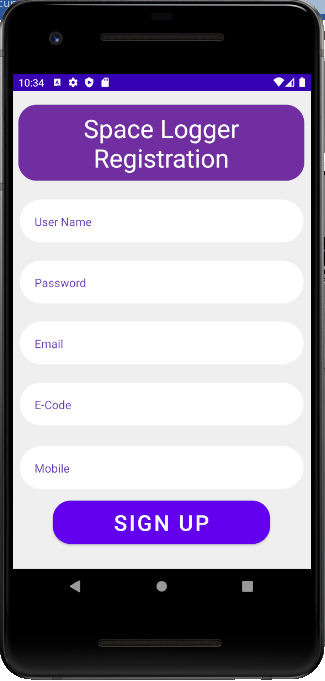 10:34
Space Logger
Registration
User Name
Password
Email
E-Code
Mobile
SIGN UP